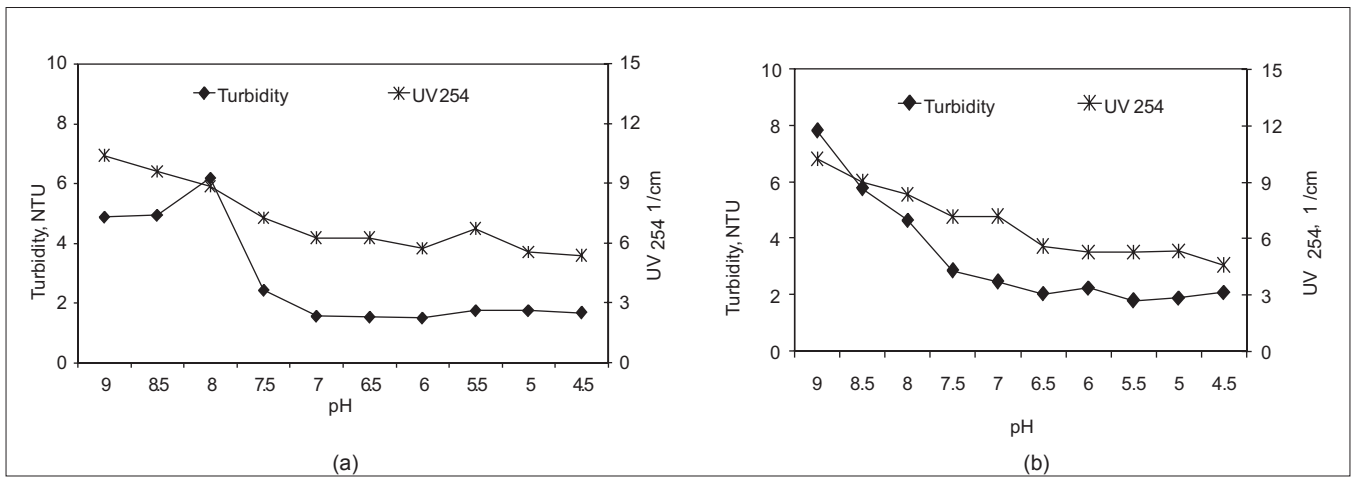 10 15
Turbidity UV 254
8 12
6 9
4 6
2 3
0 0
Turbidity, NTU
UV 254 1/cm
9 8.5 8 7.5 7 6.5 6 5.5 5 4.5
pH
(a)
10 15
Turbidity UV 254
8 12
6 9
4 6
2 3
0 0
Turbidity, NTU
UV 254, 1/cm
9 8.5 8 7.5 7 6.5 6 5.5 5 4.5
pH
(b)